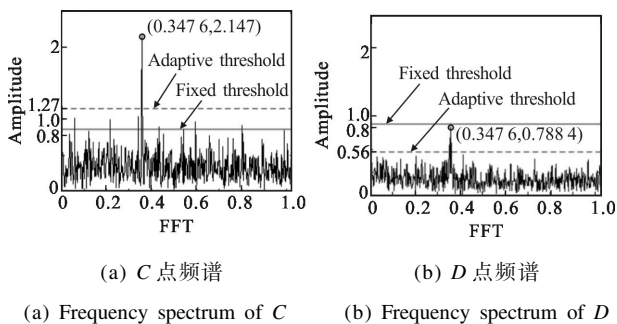 (0.347 6,2.147)
2
Adaptive threshold
Fixed threshold
1.27
1.0
0.8
0
Amplitude
0 0.2 0.4 0.6 0.8 1.0
FFT
(a) C 点频谱
(a) Frequency spectrum of C
2
Fixed threshold
Adaptive threshold
1.0
0.8
(0.347 6,0.788 4)
0.56
0
Amplitude
0 0.2 0.4 0.6 0.8 1.0
FFT
(b) D 点频谱
(b) Frequency spectrum of D